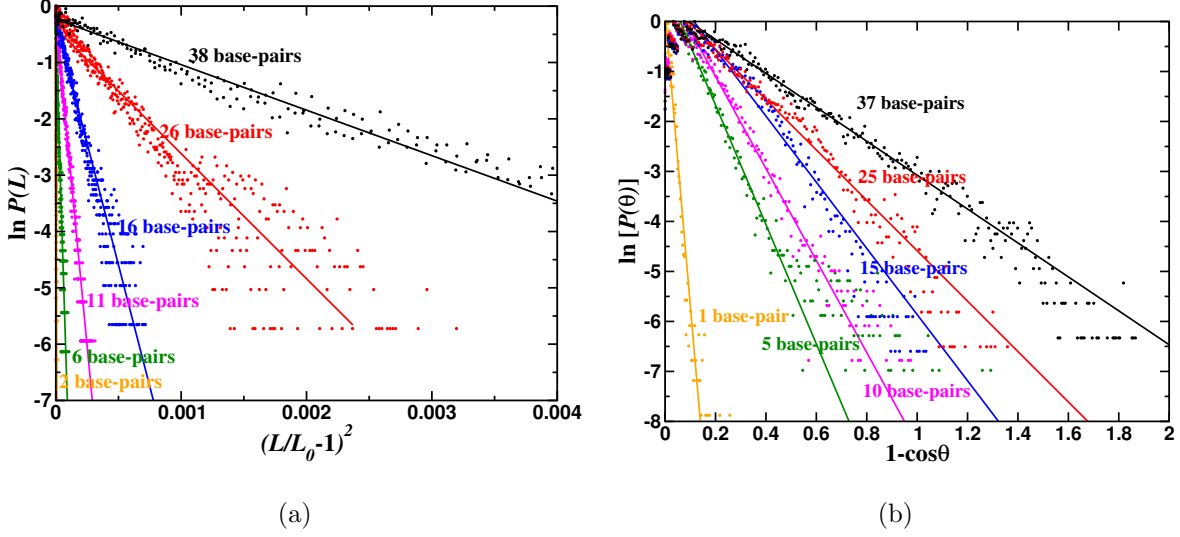 0
-1
-2
-3
-4
-5
-6
-7
ln P(L)
38 base-pairs
26 base-pairs
16 base-pairs
11 base-pairs
6 base-pairs
2 base-pairs
0 0.001 0.002 0.003 0.004
(L/L0-1)2
(a)
0
-1
-2
-3
-4
-5
-6
-7
-8
ln [P(θ)]
37 base-pairs
25 base-pairs
15 base-pairs
1 base-pair
5 base-pairs
10 base-pairs
0 0.2 0.4 0.6 0.8 1 1.2 1.4 1.6 1.8 2
1-cosθ
(b)